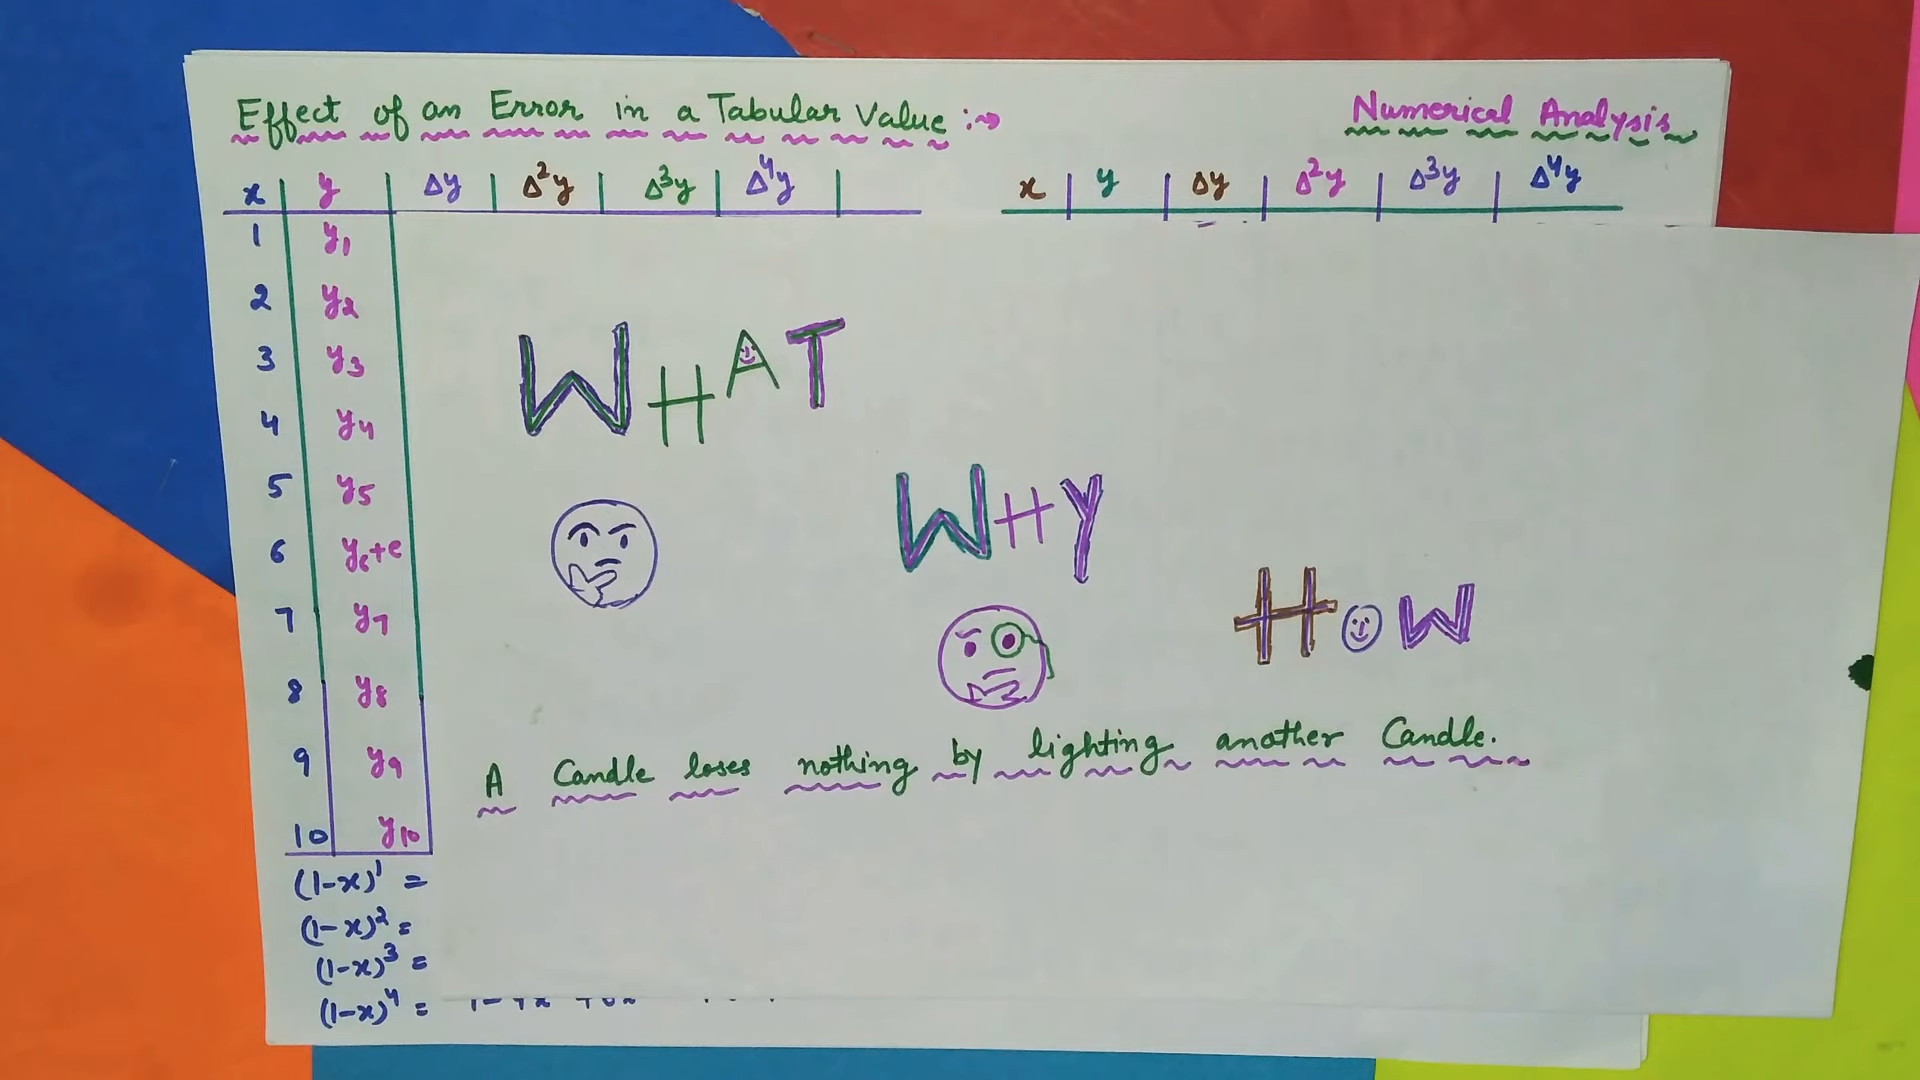 Effect of an Error in a Tabular Value :→
Numerical Analysis
x y Δy Δ²y Δ³y Δ⁴y
x y Δy Δ²y Δ³y Δ⁴y
1 y₁
2 y₂
3 y₃
4 y₄
5 y₅
6 y₆+e
7 y₇
8 y₈
9 y₉
10 y₁₀
WHAT
WHY
HOW
A Candle loses nothing by lighting another Candle.
(1-x)¹ =
(1-x)² =
(1-x)³ =
(1-x)⁴ =